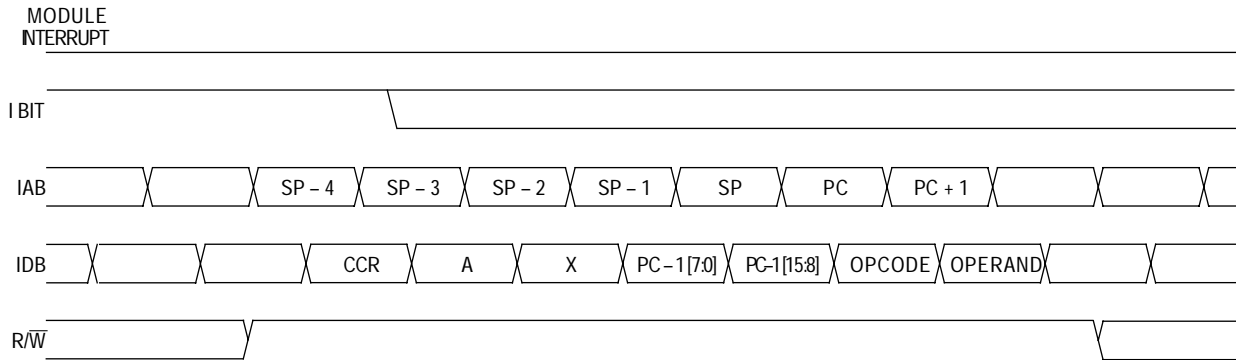 MODULE
INTERRUPT
I BIT
IAB SP – 4 SP – 3 SP – 2 SP – 1 SP PC PC + 1
IDB CCR A X PC – 1 [7:0] PC–1 [15:8] OPCODE OPERAND
R/W̅